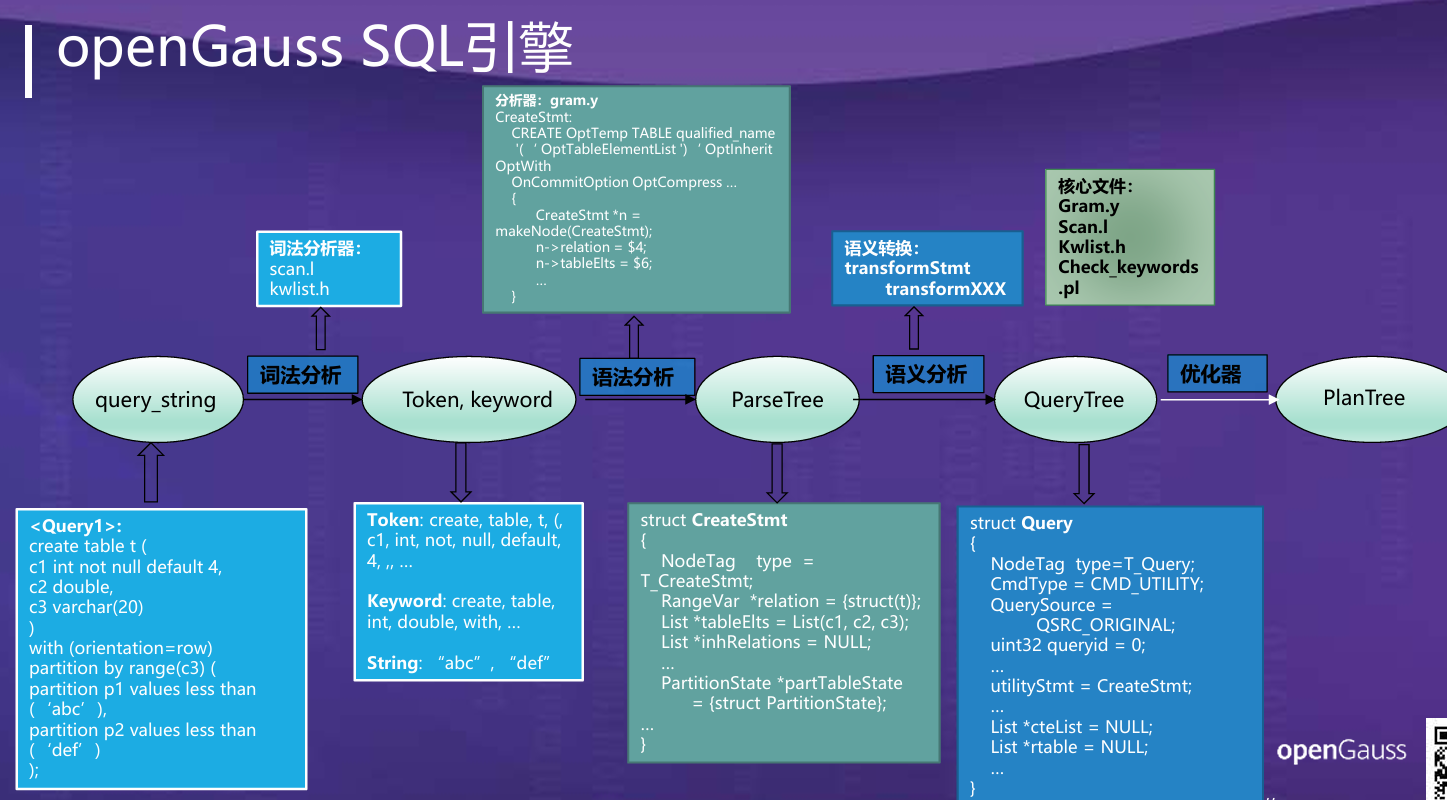 openGauss SQL引擎
分析器：gram.y
CreateStmt:
CREATE OptTemp TABLE qualified_name
'(‘ OptTableElementList ')‘ OptInherit
OptWith
OnCommitOption OptCompress ...
{
CreateStmt *n =
makeNode(CreateStmt);
n->relation = $4;
n->tableElts = $6;
...
}
词法分析器：
scan.l
kwlist.h
语义转换：
transformStmt
transformXXX
核心文件：
Gram.y
Scan.l
Kwlist.h
Check_keywords
.pl
query_string
词法分析
Token, keyword
语法分析
ParseTree
语义分析
QueryTree
优化器
PlanTree
<Query1>:
create table t (
c1 int not null default 4,
c2 double,
c3 varchar(20)
)
with (orientation=row)
partition by range(c3) (
partition p1 values less than
(‘abc’),
partition p2 values less than
(‘def’)
);
Token: create, table, t, (,
c1, int, not, null, default,
4, ,, ...
Keyword: create, table,
int, double, with, ...
String: “abc”, “def”
struct CreateStmt
{
NodeTag type =
T_CreateStmt;
RangeVar *relation = {struct(t)};
List *tableElts = List(c1, c2, c3);
List *inhRelations = NULL;
...
PartitionState *partTableState
= {struct PartitionState};
...
}
struct Query
{
NodeTag type=T_Query;
CmdType = CMD_UTILITY;
QuerySource =
QSRC_ORIGINAL;
uint32 queryid = 0;
...
utilityStmt = CreateStmt;
...
List *cteList = NULL;
List *rtable = NULL;
...
}
openGauss